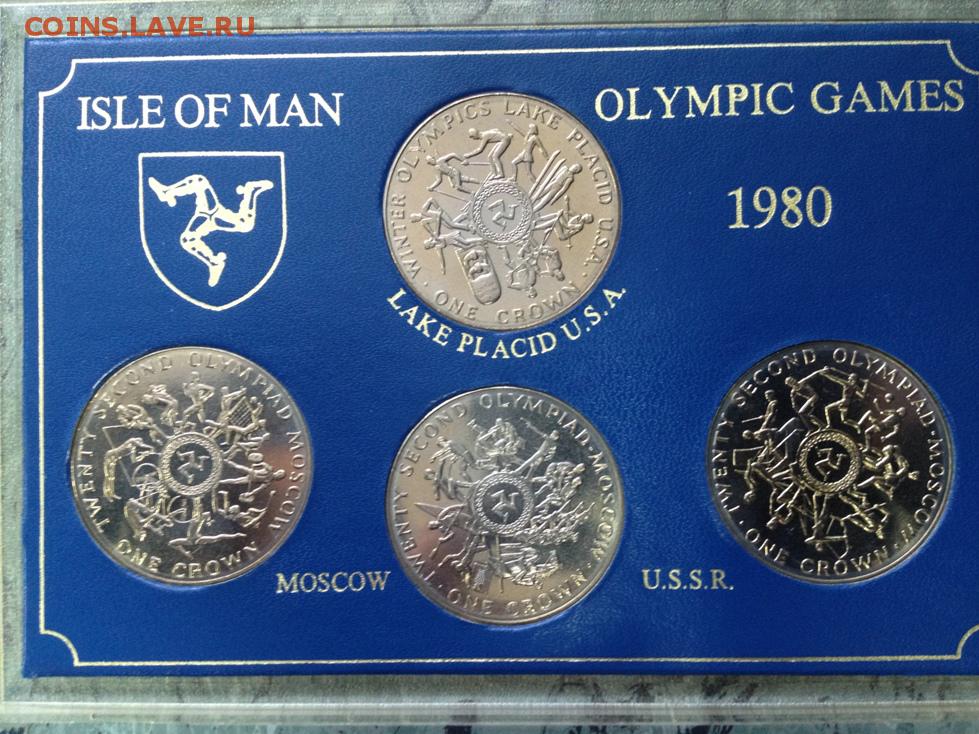 COINS.LAVE.RU
ISLE OF MAN
OLYMPIC GAMES
1980
WINTER OLYMPICS LAKE PLACID U.S.A.
· ONE CROWN ·
LAKE PLACID U.S.A.
TWENTY SECOND OLYMPIAD MOSCOW
ONE CROWN
TWENTY SECOND OLYMPIAD·MOSCOW
· ONE CROWN ·
TWENTY SECOND OLYMPIAD·MOSCOW
· ONE CROWN ·
MOSCOW
U.S.S.R.